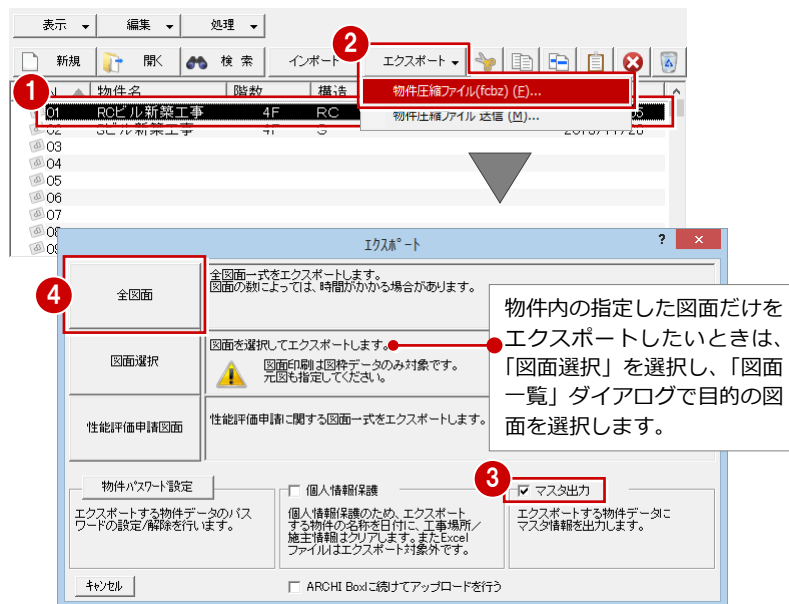 表示 編集 処理
新規 開く 検索 インポート エクスポート
2
1
物件名 階数 構造
物件圧縮ファイル(fcbz) (E)...
01 RCビル新築工事 4F RC
物件圧縮ファイル 送信 (M)...
02 Sビル新築工事 4F S
03
04
05
06
07
エクスポート ? ×
4
全図面
全図面一式をエクスポートします。
図面の数によっては、時間がかかる場合があります。
物件内の指定した図面だけを
エクスポートしたいときは、
「図面選択」を選択し、「図面
一覧」ダイアログで目的の図
面を選択します。
図面選択
図面を選択してエクスポートします。
図面印刷は図枠データのみ対象です。
元図も指定してください。
性能評価申請図面
性能評価申請に関する図面一式をエクスポートします。
3
物件パスワード設定
エクスポートする物件データのパス
ワードの設定/解除を行います。
個人情報保護
個人情報保護のため、エクスポート
する物件の名称を日付に、工事場所/
施主情報はクリアします。またExcel
ファイルはエクスポート対象外です。
マスタ出力
エクスポートする物件データに
マスタ情報を出力します。
キャンセル
ARCHI Boxに続けてアップロードを行う